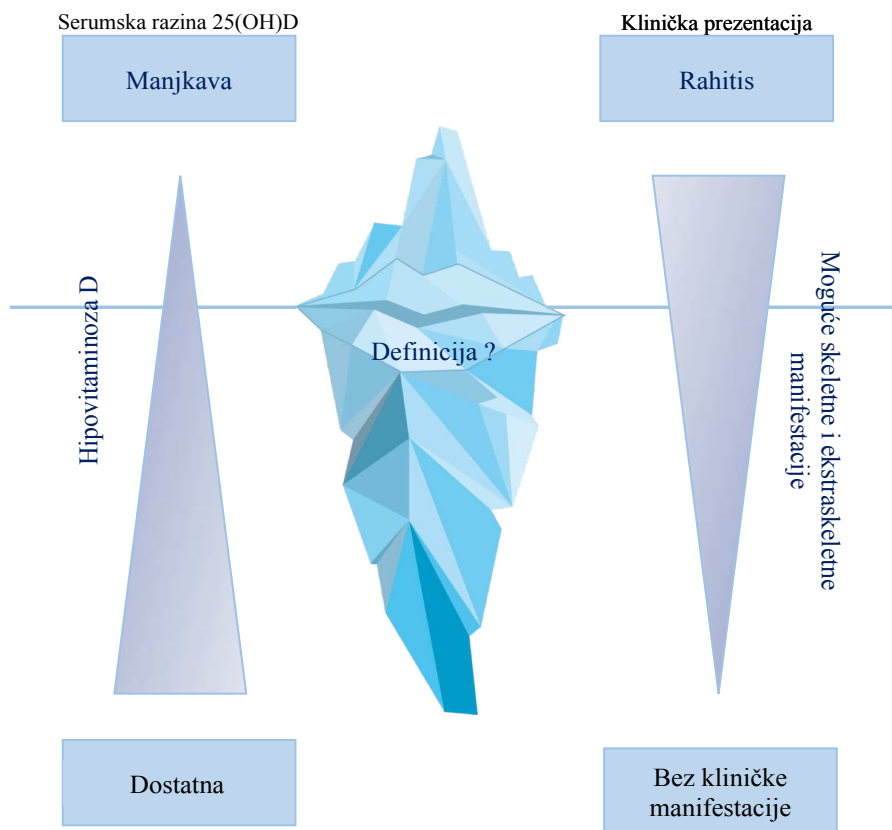 Serumska razina 25(OH)D
Klinička prezentacija
Manjkava
Rahitis
Hipovitaminoza D
Definicija ?
Moguće skeletne i ekstraskeletne
manifestacije
Dostatna
Bez kliničke
manifestacije